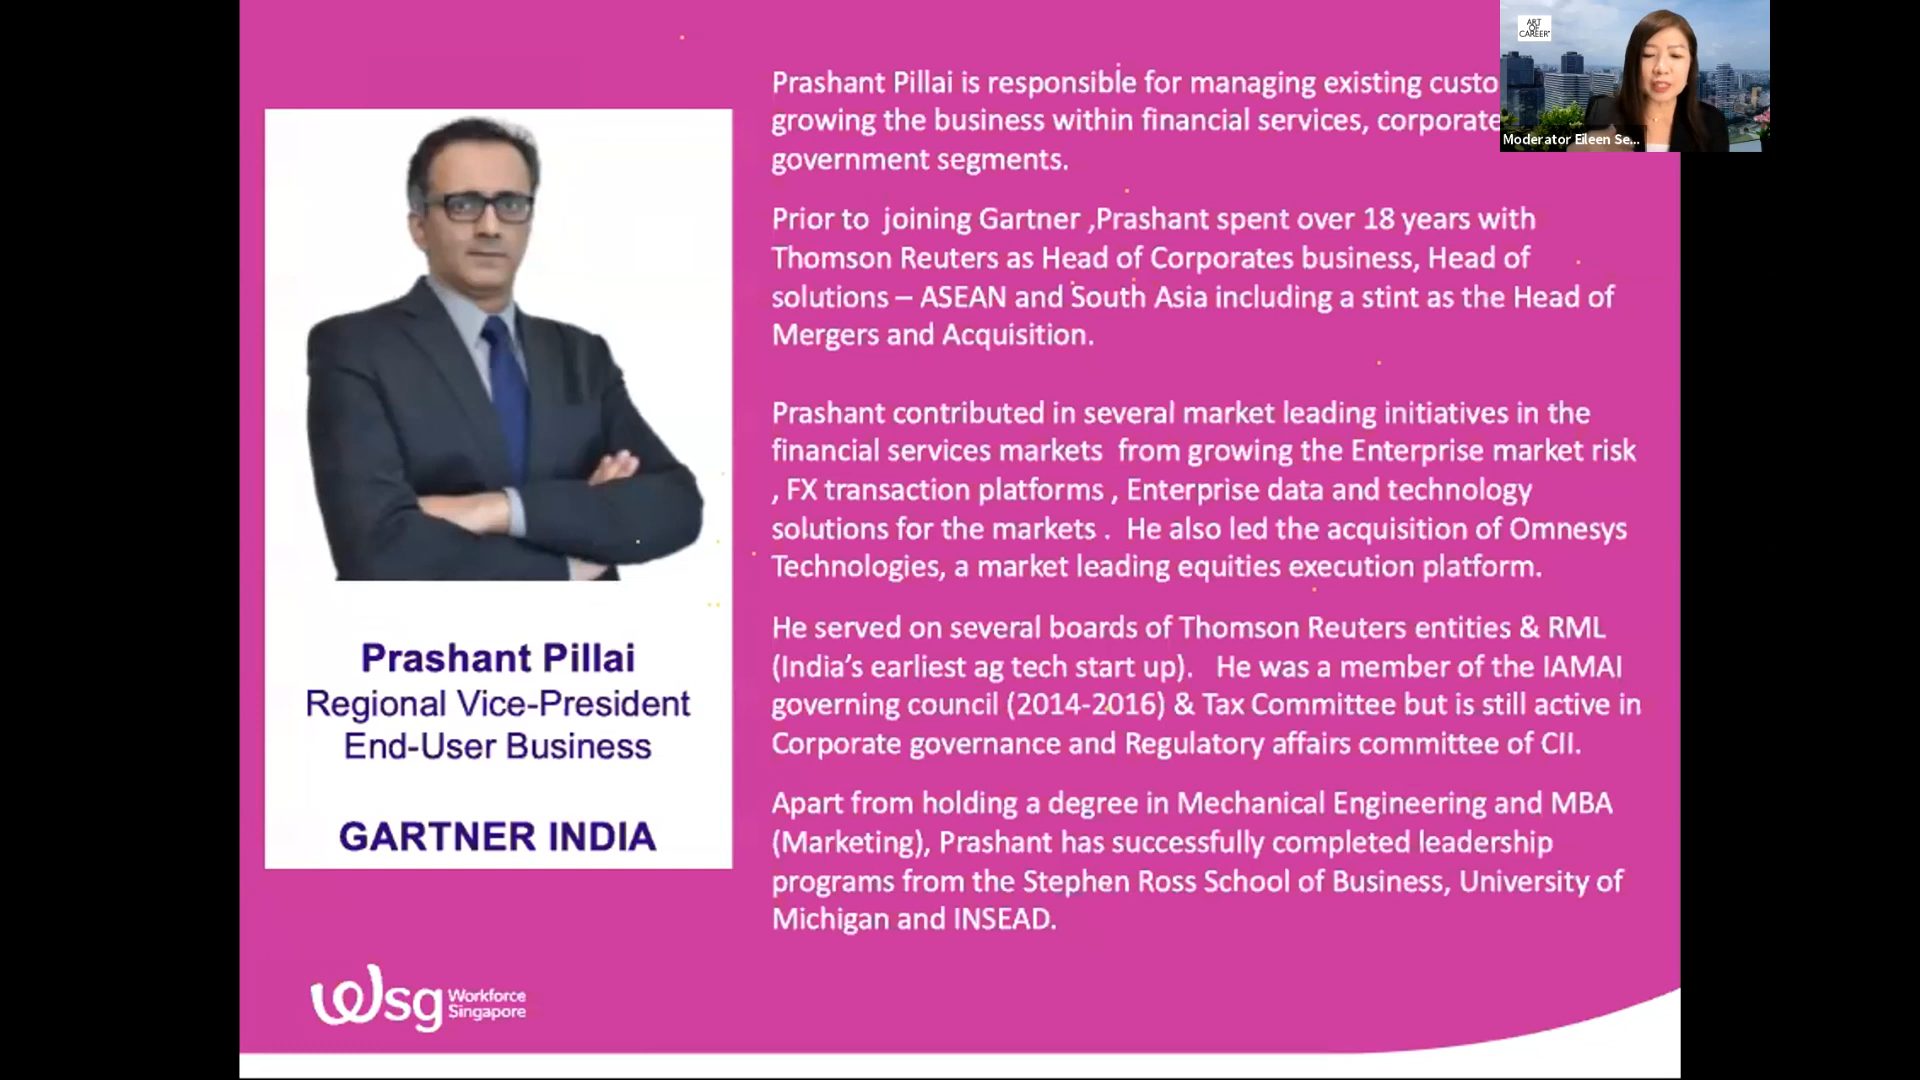 Prashant Pillai is responsible for managing existing custo
growing the business within financial services, corporate
government segments.
Prior to  joining Gartner ,Prashant spent over 18 years with
Thomson Reuters as Head of Corporates business, Head of
solutions – ASEAN and South Asia including a stint as the Head of
Mergers and Acquisition.
Prashant contributed in several market leading initiatives in the
financial services markets  from growing the Enterprise market risk
, FX transaction platforms , Enterprise data and technology
solutions for the markets .  He also led the acquisition of Omnesys
Technologies, a market leading equities execution platform.
He served on several boards of Thomson Reuters entities & RML
(India’s earliest ag tech start up).   He was a member of the IAMAI
governing council (2014-2016) & Tax Committee but is still active in
Corporate governance and Regulatory affairs committee of CII.
Apart from holding a degree in Mechanical Engineering and MBA
(Marketing), Prashant has successfully completed leadership
programs from the Stephen Ross School of Business, University of
Michigan and INSEAD.
Prashant Pillai
Regional Vice-President
End-User Business
GARTNER INDIA
wsg
Workforce
Singapore
ART
OF
CAREER
Moderator Eileen Se...